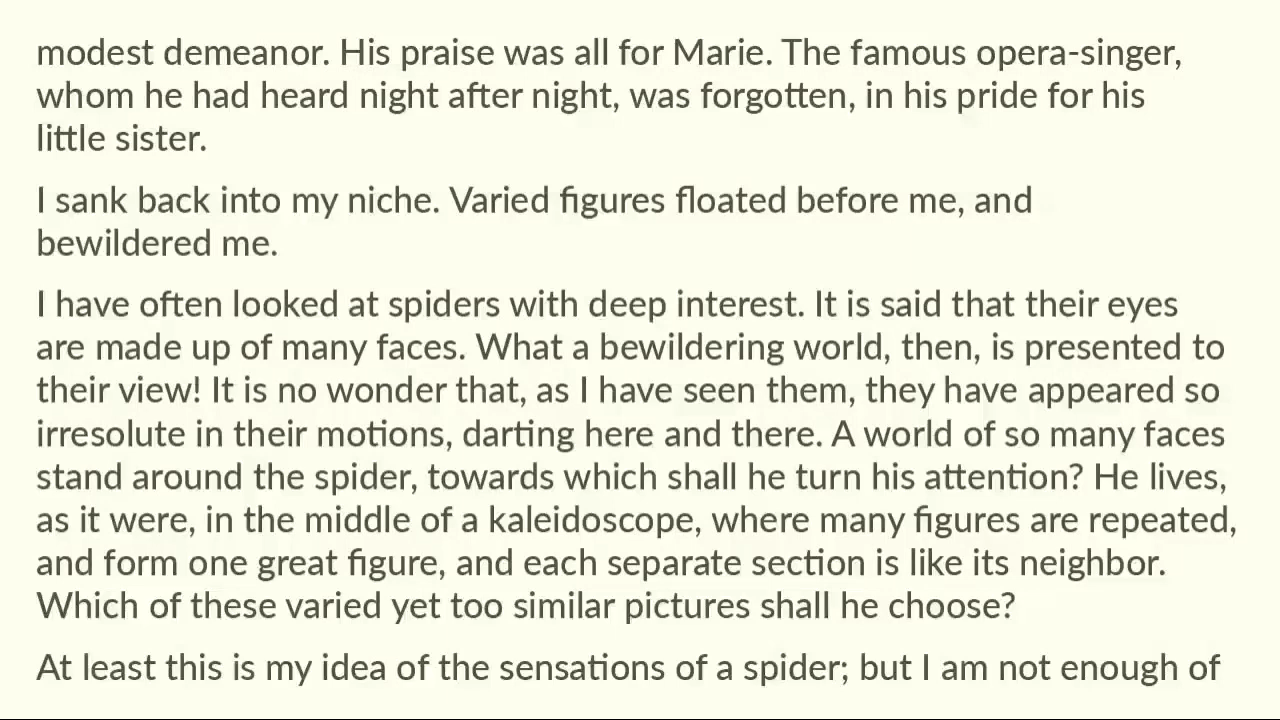 modest demeanor. His praise was all for Marie. The famous opera-singer,
whom he had heard night after night, was forgotten, in his pride for his
little sister.
I sank back into my niche. Varied figures floated before me, and
bewildered me.
I have often looked at spiders with deep interest. It is said that their eyes
are made up of many faces. What a bewildering world, then, is presented to
their view! It is no wonder that, as I have seen them, they have appeared so
irresolute in their motions, darting here and there. A world of so many faces
stand around the spider, towards which shall he turn his attention? He lives,
as it were, in the middle of a kaleidoscope, where many figures are repeated,
and form one great figure, and each separate section is like its neighbor.
Which of these varied yet too similar pictures shall he choose?
At least this is my idea of the sensations of a spider; but I am not enough of